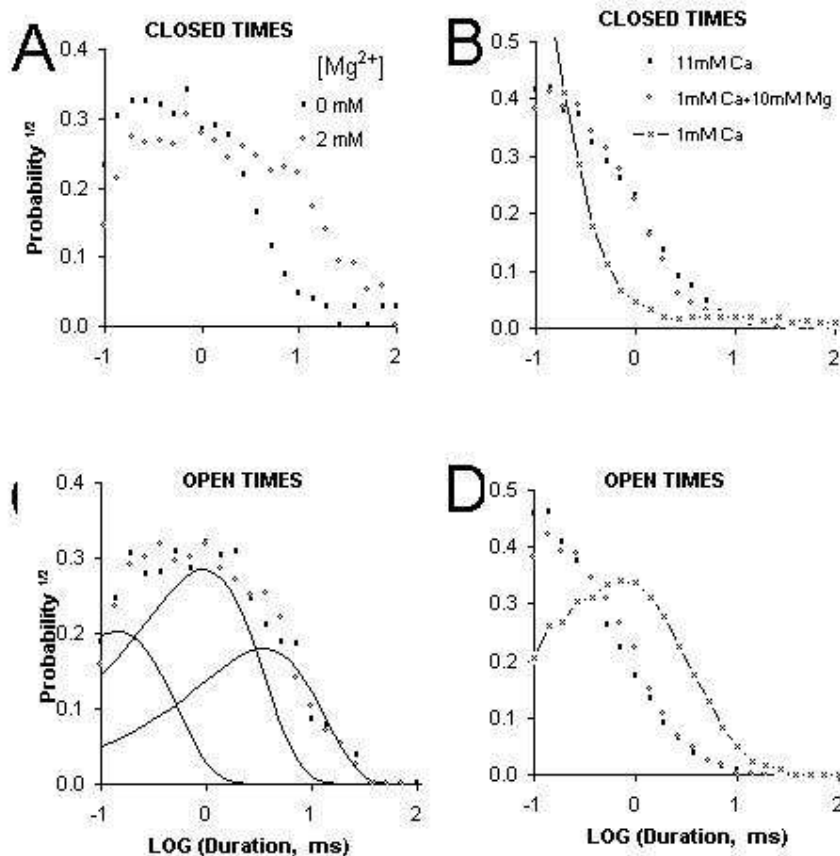 A
CLOSED TIMES
[Mg2+]
0 mM
2 mM
0.4
0.3
0.2
0.1
0.0
Probability 1/2
-1 0 1 2
B
CLOSED TIMES
11mM Ca
1mM Ca+10mM Mg
1mM Ca
0.5
0.4
0.3
0.2
0.1
0.0
-1 0 1 2
OPEN TIMES
0.4
0.3
0.2
0.1
0.0
Probability 1/2
-1 0 1 2
LOG (Duration, ms)
D
OPEN TIMES
0.5
0.4
0.3
0.2
0.1
0.0
-1 0 1 2
LOG (Duration, ms)